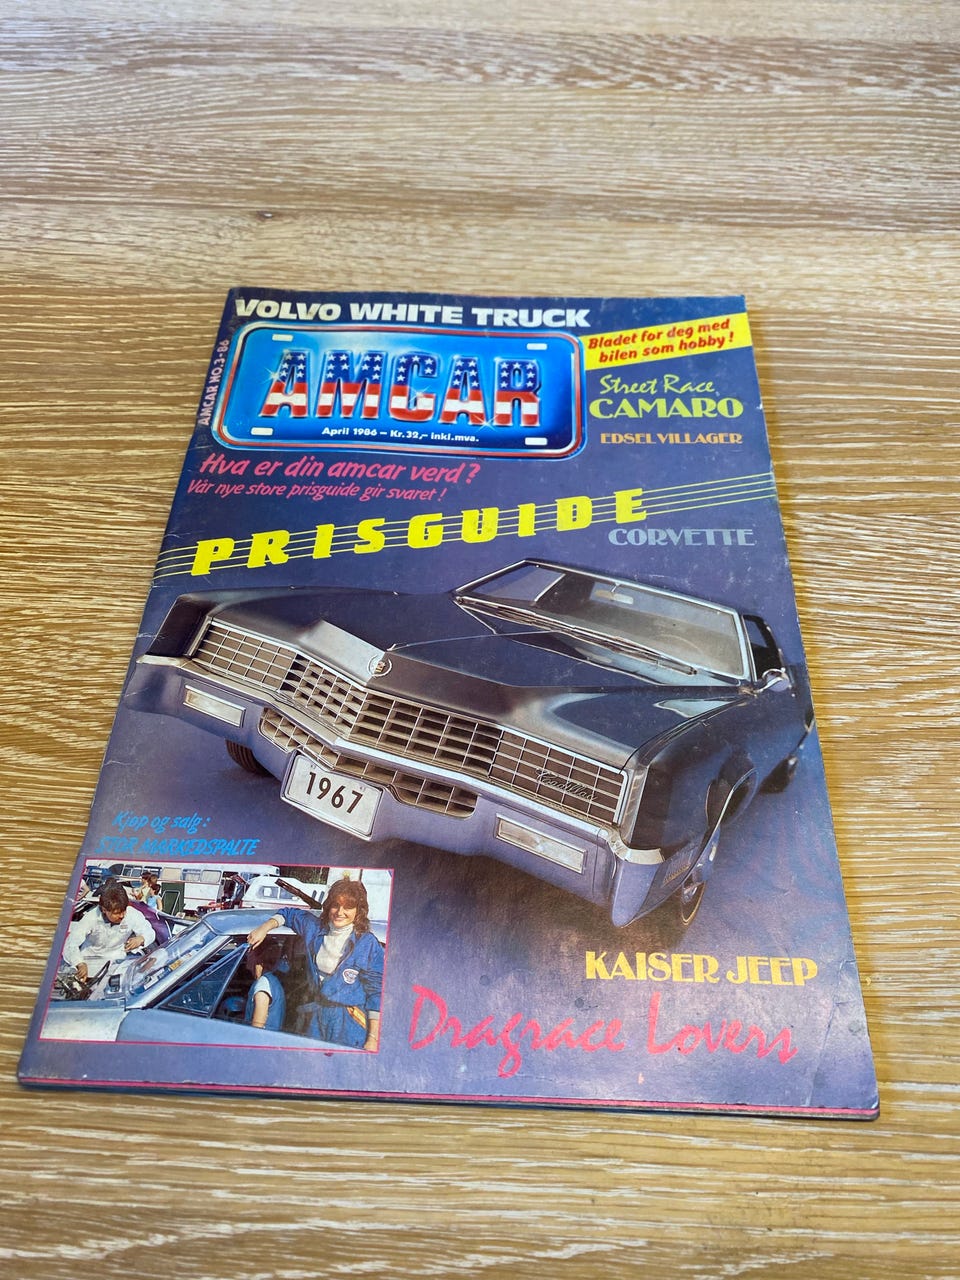 VOLVO WHITE TRUCK
Bladet for deg med
bilen som hobby!
AMCAR NO.3-86
AMCAR
April 1986 – Kr.32,– inkl.mva.
Street Race
CAMARO
EDSEL VILLAGER
Hva er din amcar verd?
Vår nye store prisguide gir svaret!
PRISGUIDE
CORVETTE
Cadillac
1967
Kjøp og salg:
STOR MARKEDSPALTE
KAISER JEEP
Dragrace Lovers